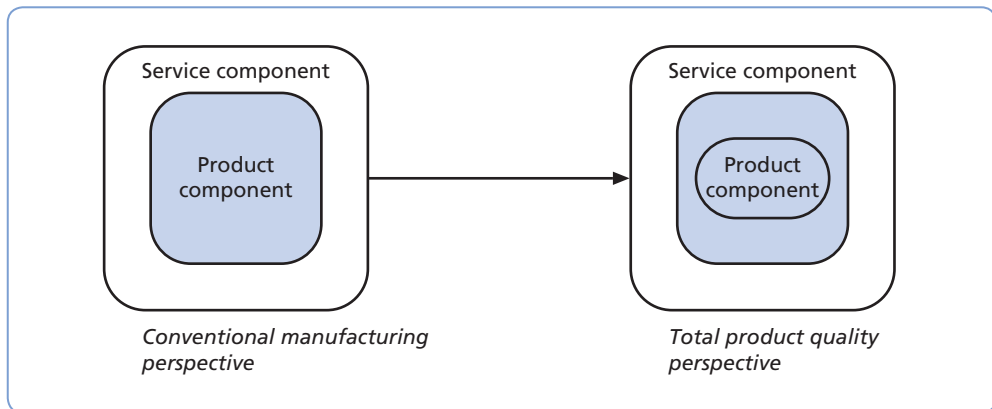 Service component
Product
component
Conventional manufacturing
perspective
Service component
Product
component
Total product quality
perspective